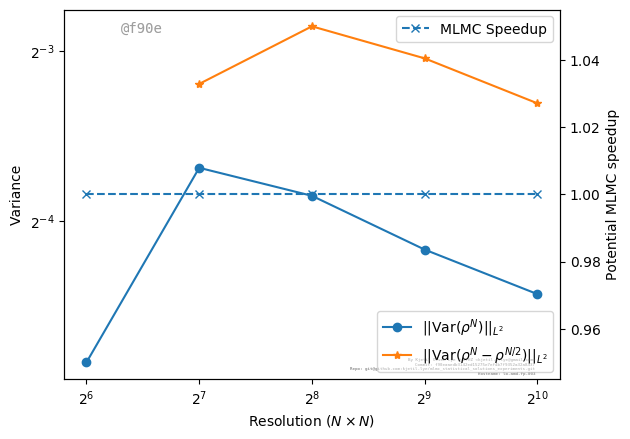 @f90e
MLMC Speedup
2^-3
2^-4
Variance
1.04
1.02
1.00
0.98
0.96
Potential MLMC speedup
||Var(ρ^N)||_{L^2}
||Var(ρ^N − ρ^{N/2})||_{L^2}
2^6
2^7
2^8
2^9
2^10
Resolution (N × N)